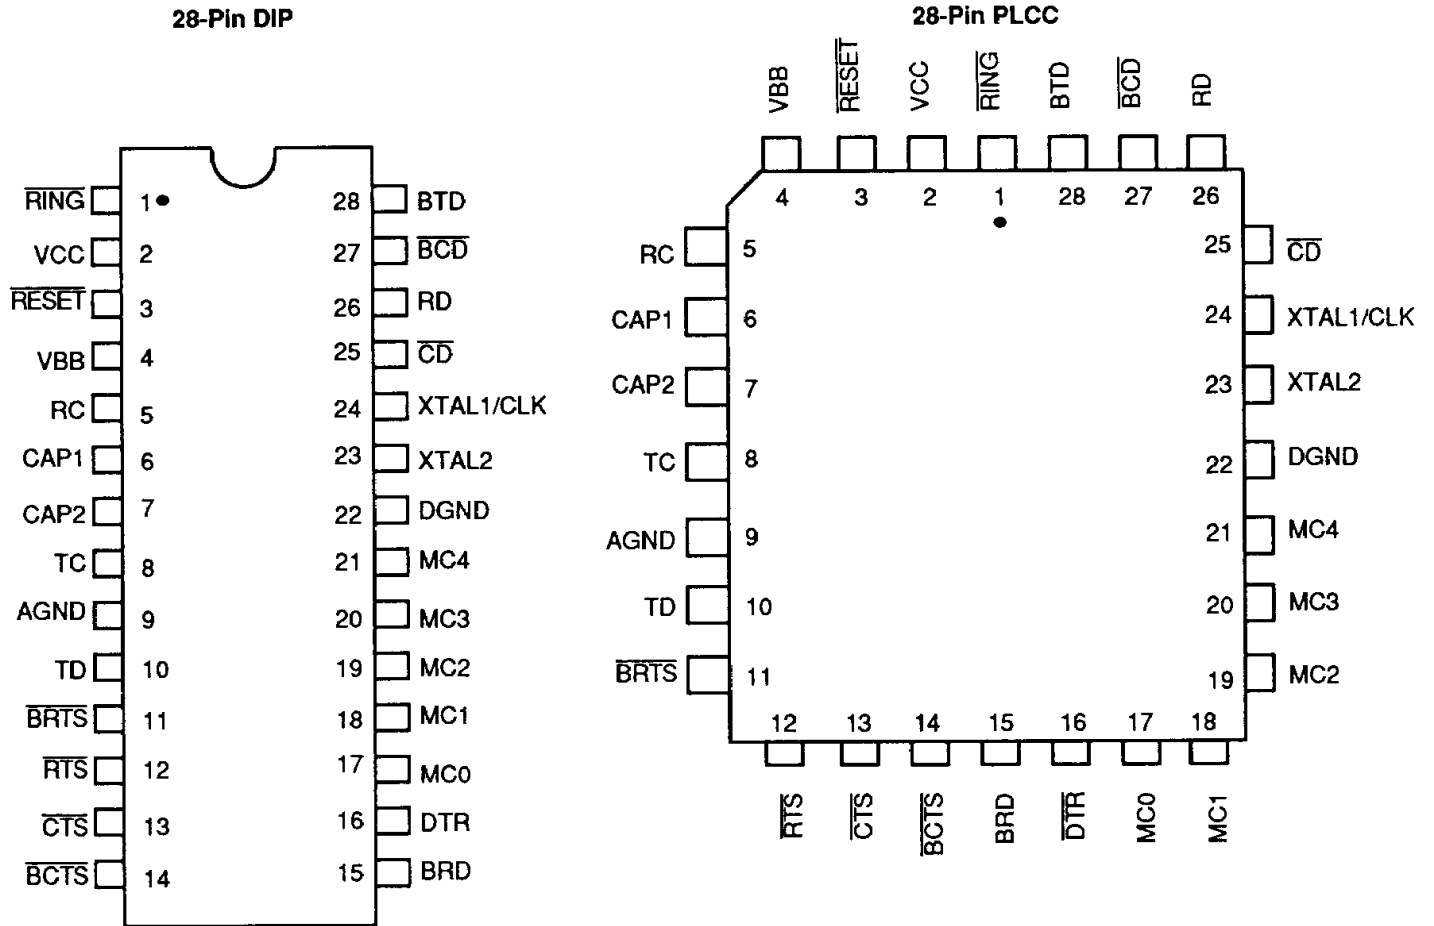 28-Pin DIP
RING 1 28 BTD
VCC 2 27 BCD
RESET 3 26 RD
VBB 4 25 CD
RC 5 24 XTAL1/CLK
CAP1 6 23 XTAL2
CAP2 7 22 DGND
TC 8 21 MC4
AGND 9 20 MC3
TD 10 19 MC2
BRTS 11 18 MC1
RTS 12 17 MC0
CTS 13 16 DTR
BCTS 14 15 BRD
28-Pin PLCC
VBB RESET VCC RING BTD BCD RD
4 3 2 1 28 27 26
RC 5 25 CD
CAP1 6 24 XTAL1/CLK
CAP2 7 23 XTAL2
TC 8 22 DGND
AGND 9 21 MC4
TD 10 20 MC3
BRTS 11 19 MC2
12 13 14 15 16 17 18
RTS CTS BCTS BRD DTR MC0 MC1